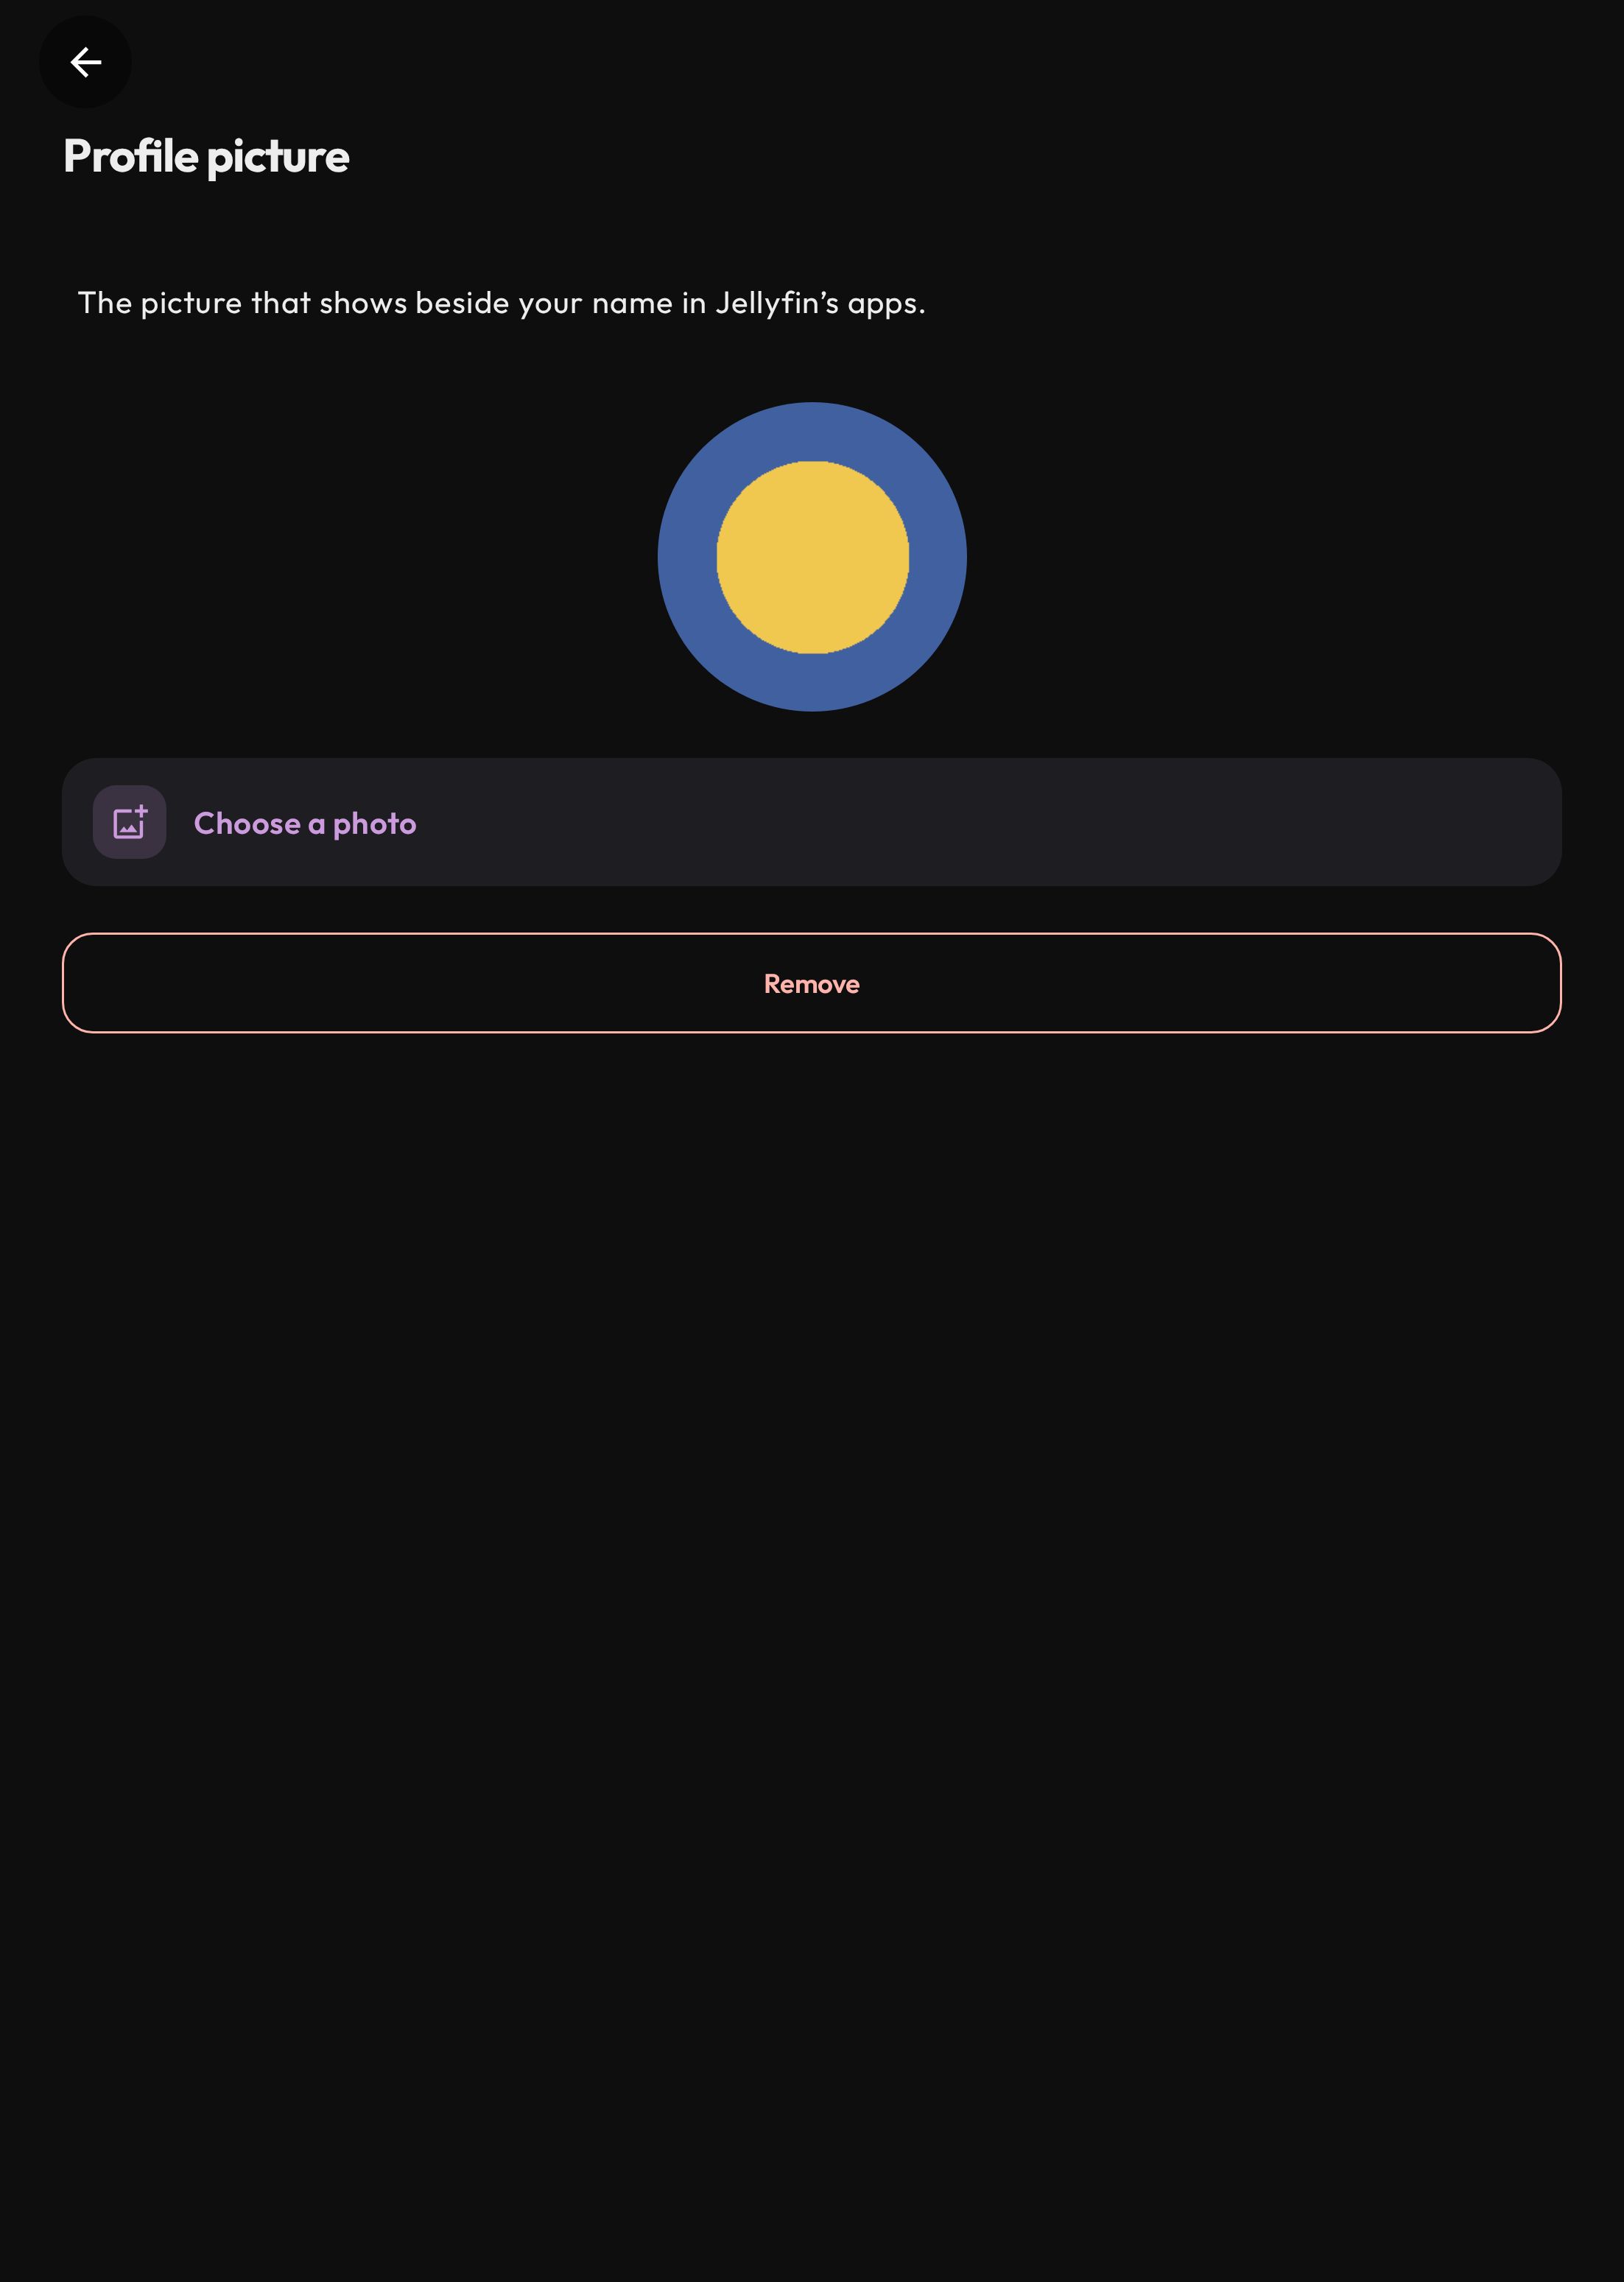 Profile picture
The picture that shows beside your name in Jellyfin’s apps.
Choose a photo
Remove